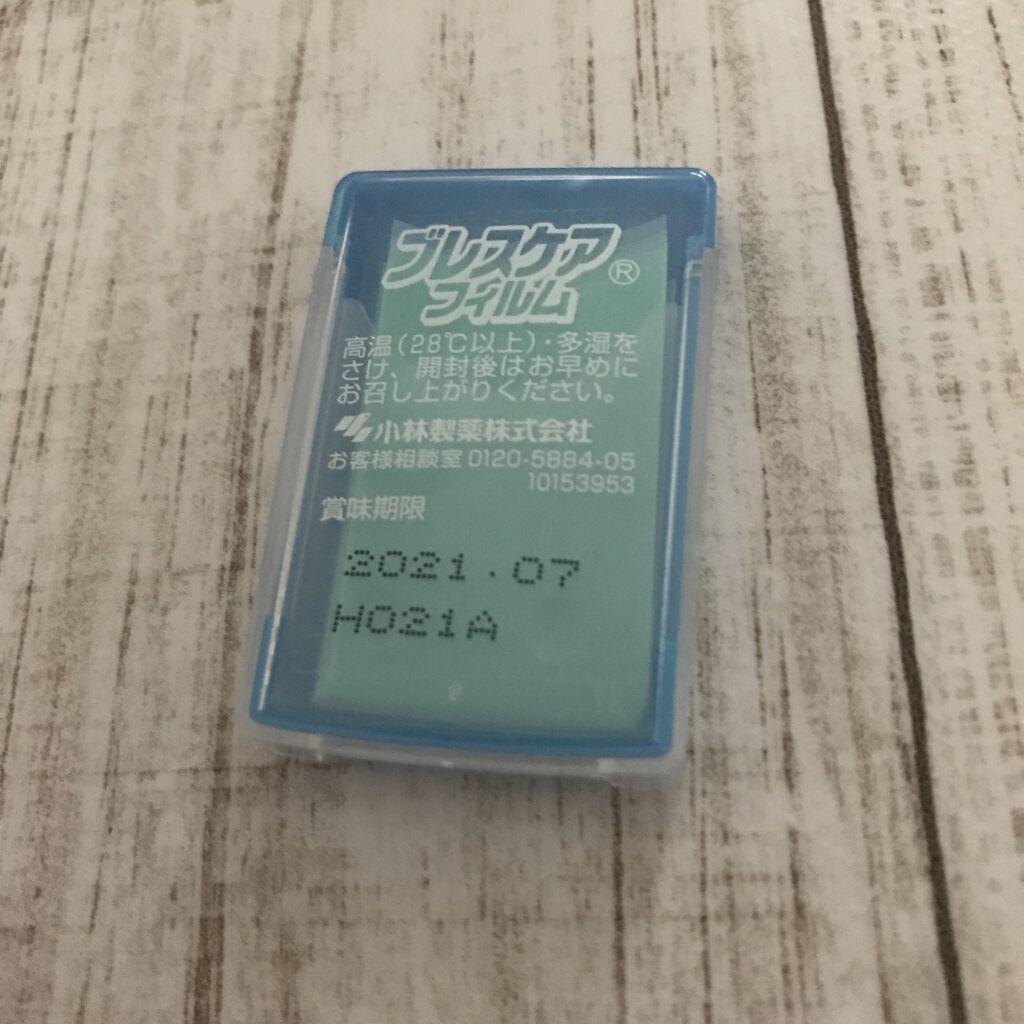 ブレスケア®
フイルム
高温(28℃以上)・多湿を
さけ、開封後はお早めに
お召し上がりください。
小林製薬株式会社
お客様相談室 0120-5884-05
10153953
賞味期限
2021.07
H021A